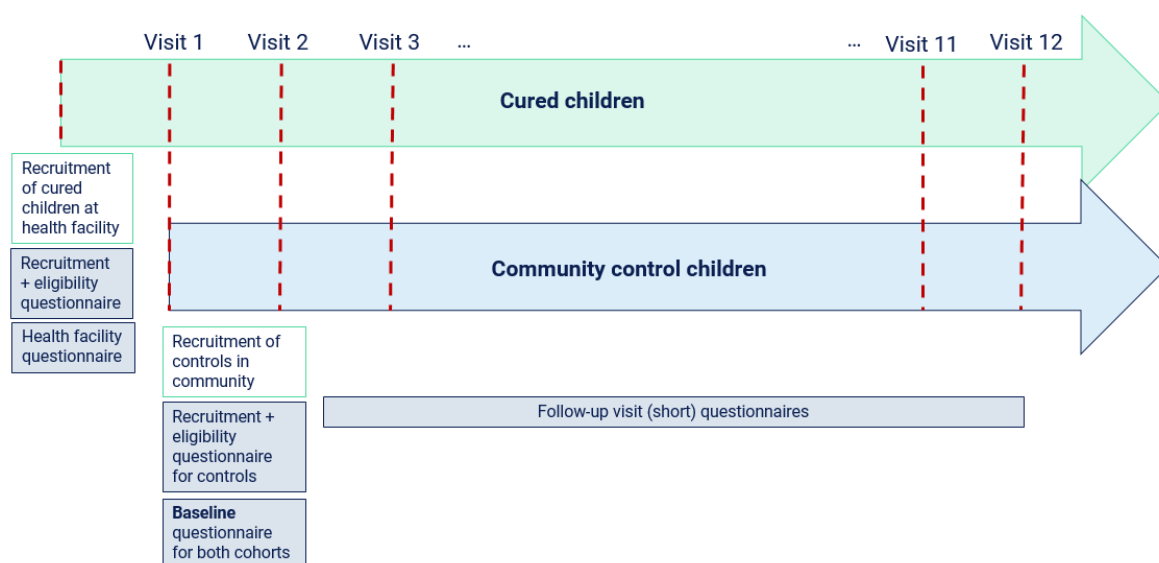 Visit 1 Visit 2 Visit 3 ... ... Visit 11 Visit 12
Cured children
Recruitment
of cured
children at
health facility
Recruitment
+ eligibility
questionnaire
Health facility
questionnaire
Community control children
Recruitment of
controls in
community
Recruitment +
eligibility
questionnaire
for controls
Baseline
questionnaire
for both cohorts
Follow-up visit (short) questionnaires